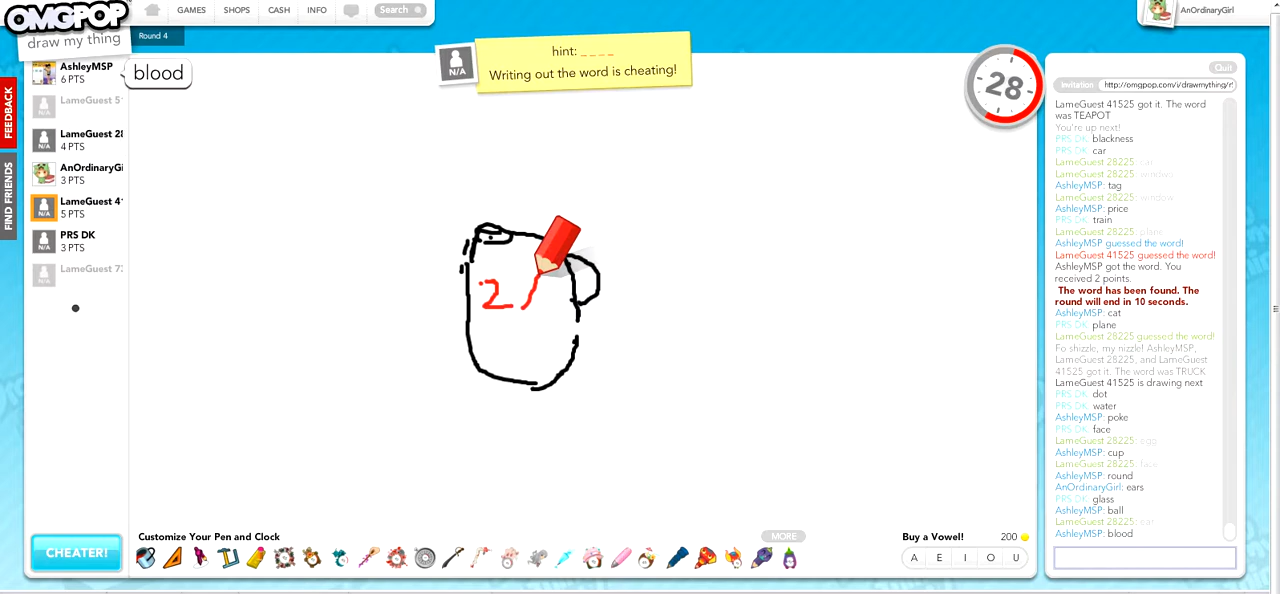 OMGPOP
GAMES SHOPS CASH INFO Search
AnOrdinaryGirl
draw my thing
Round 4
hint: _ _ _ _
Writing out the word is cheating!
28
FEEDBACK
FIND FRIENDS
AshleyMSP
6 PTS
blood
LameGuest 5
N/A
LameGuest 28
4 PTS
AnOrdinaryGi
3 PTS
LameGuest 4
5 PTS
PRS DK
3 PTS
LameGuest 7
2
Quit
Invitation http://omgpop.com/i/drawmything/r
LameGuest 41525 got it. The word
was TEAPOT
You're up next!
PRS DK: blackness
PRS DK: car
LameGuest 28225: car
LameGuest 28225: windows
AshleyMSP: tag
LameGuest 28225: window
AshleyMSP: price
PRS DK: train
LameGuest 28225: plane
AshleyMSP guessed the word!
LameGuest 41525 guessed the word!
AshleyMSP got the word. You
received 2 points.
The word has been found. The
round will end in 10 seconds.
AshleyMSP: cat
PRS DK: plane
LameGuest 28225 guessed the word!
Fo shizzle, my nizzle! AshleyMSP,
LameGuest 28225, and LameGuest
41525 got it. The word was TRUCK
LameGuest 41525 is drawing next
PRS DK: dot
PRS DK: water
AshleyMSP: poke
PRS DK: face
LameGuest 28225: egg
AshleyMSP: cup
LameGuest 28225: face
AshleyMSP: round
AnOrdinaryGirl: ears
PRS DK: glass
AshleyMSP: ball
LameGuest 28225: ear
AshleyMSP: blood
CHEATER!
Customize Your Pen and Clock
MORE
Buy a Vowel! 200
A E I O U